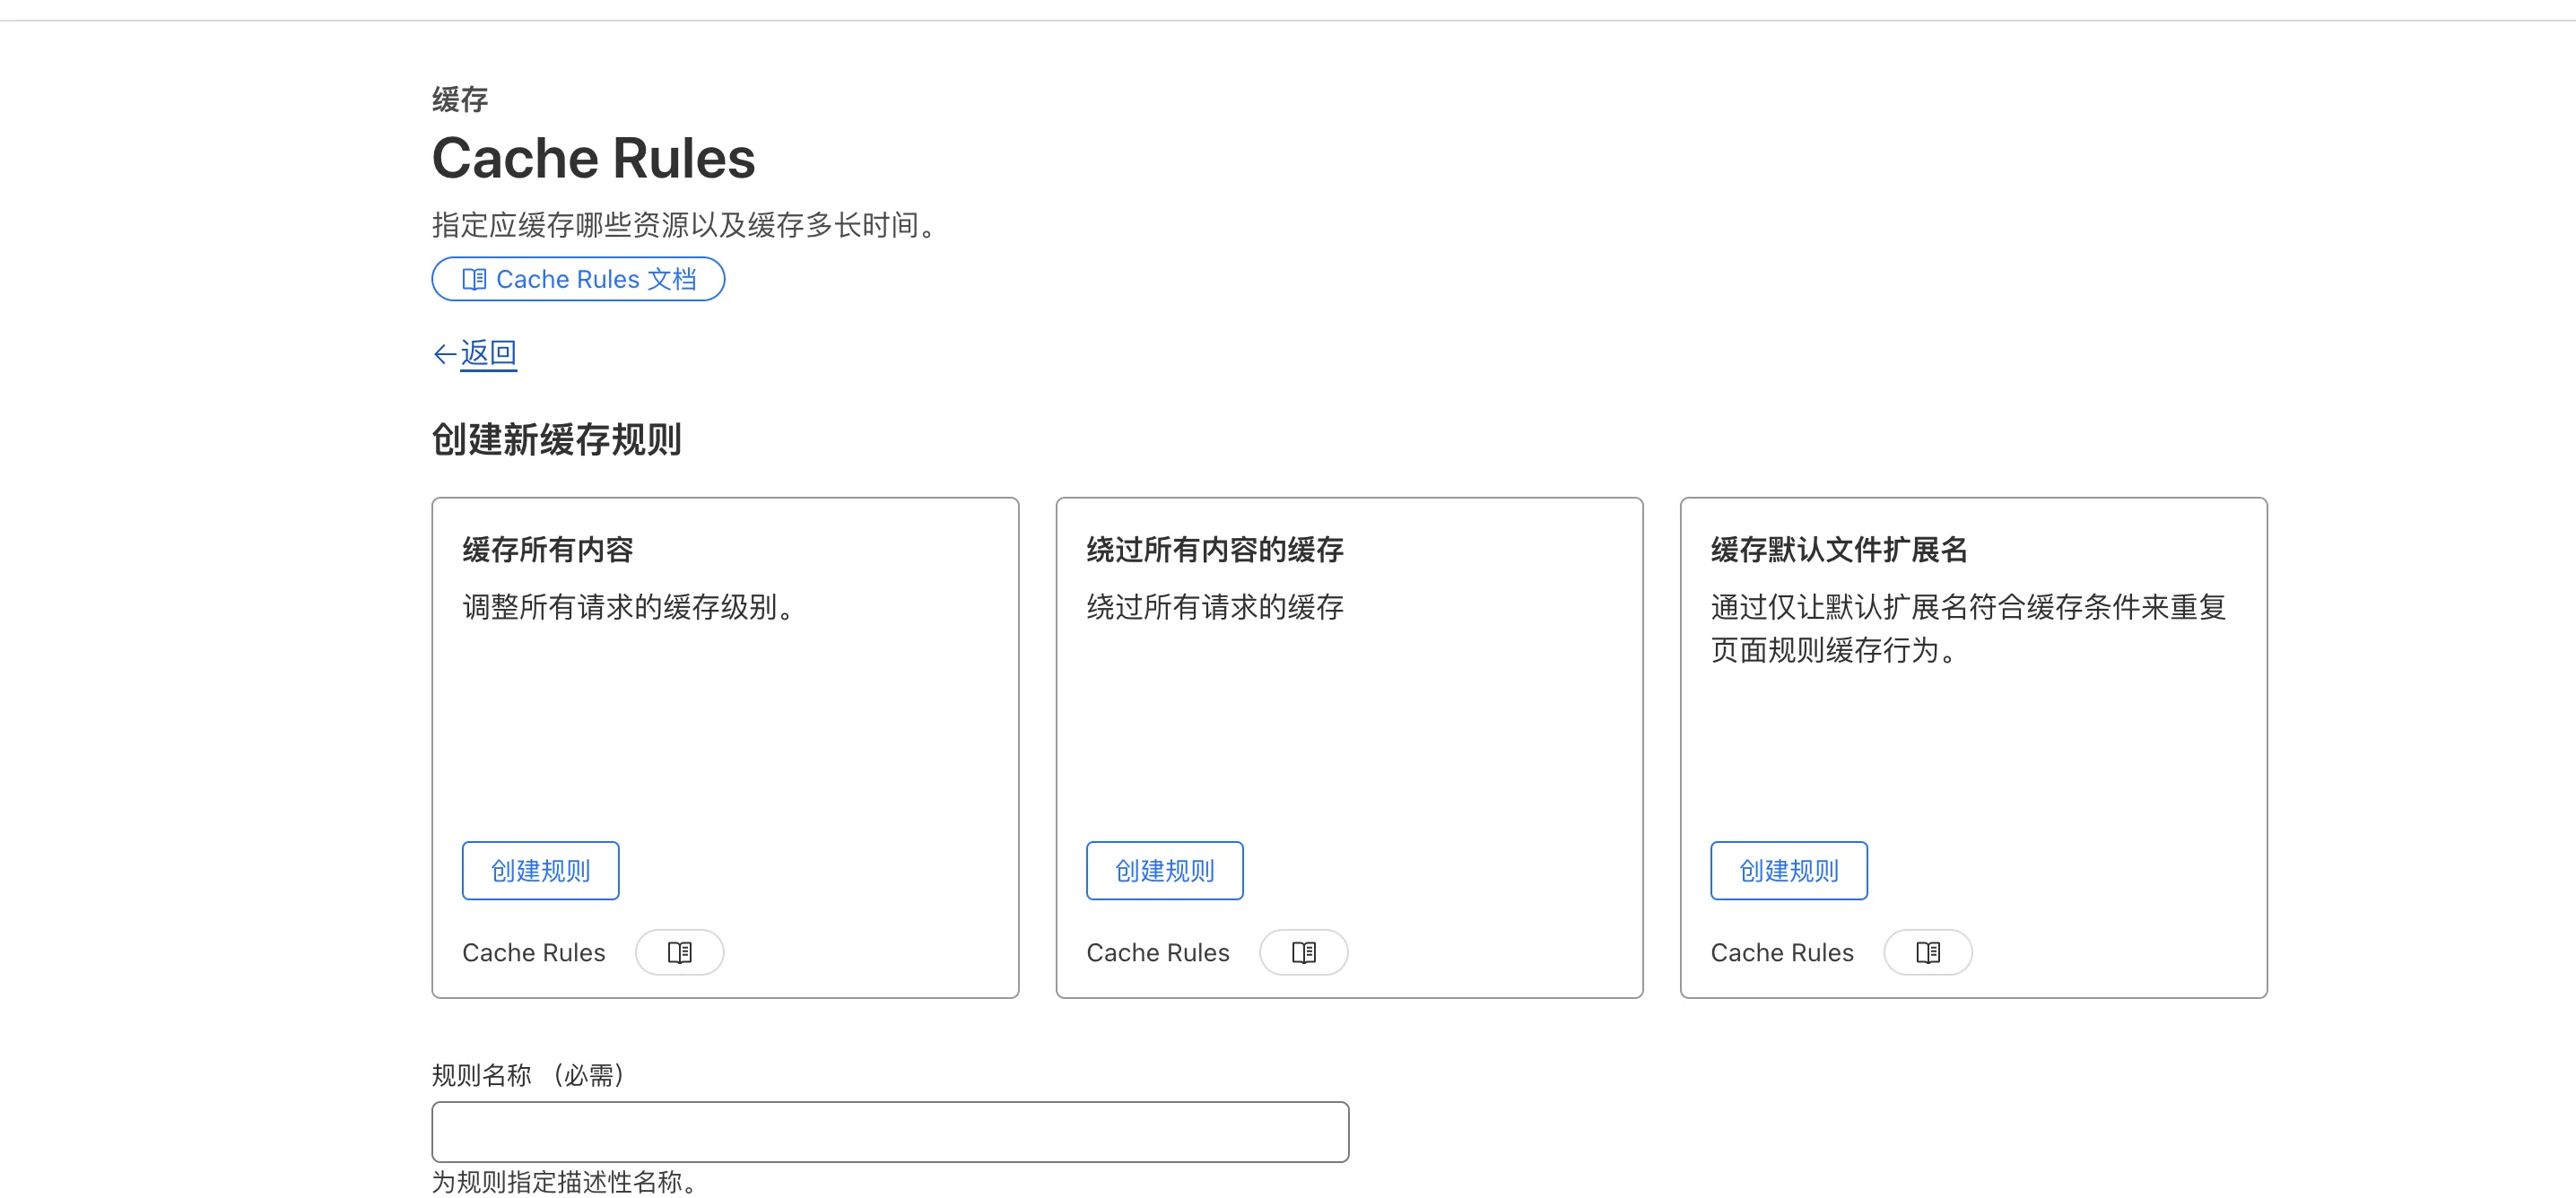 缓存
Cache Rules
指定应缓存哪些资源以及缓存多长时间。
Cache Rules 文档
返回
创建新缓存规则
缓存所有内容
调整所有请求的缓存级别。
创建规则
Cache Rules
绕过所有内容的缓存
绕过所有请求的缓存
创建规则
Cache Rules
缓存默认文件扩展名
通过仅让默认扩展名符合缓存条件来重复
页面规则缓存行为。
创建规则
Cache Rules
规则名称 （必需）
为规则指定描述性名称。